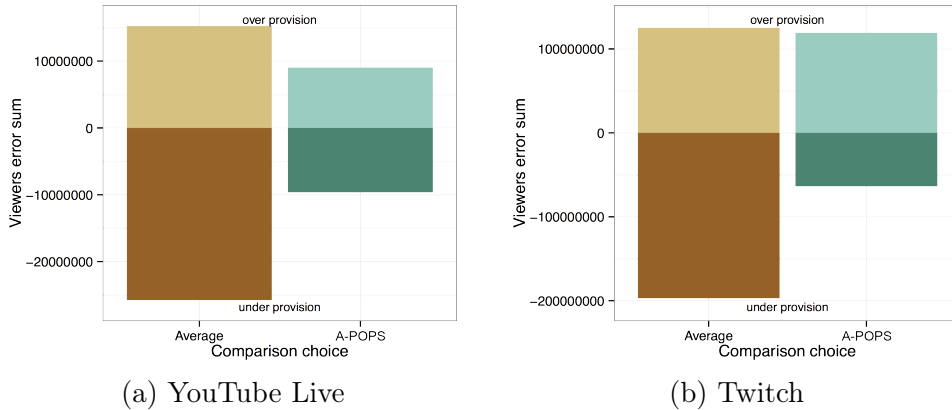 over provision
10000000
0
-10000000
-20000000
Viewers error sum
under provision
Average
A-POPS
Comparison choice
(a) YouTube Live
over provision
100000000
0
-100000000
-200000000
Viewers error sum
under provision
Average
A-POPS
Comparison choice
(b) Twitch